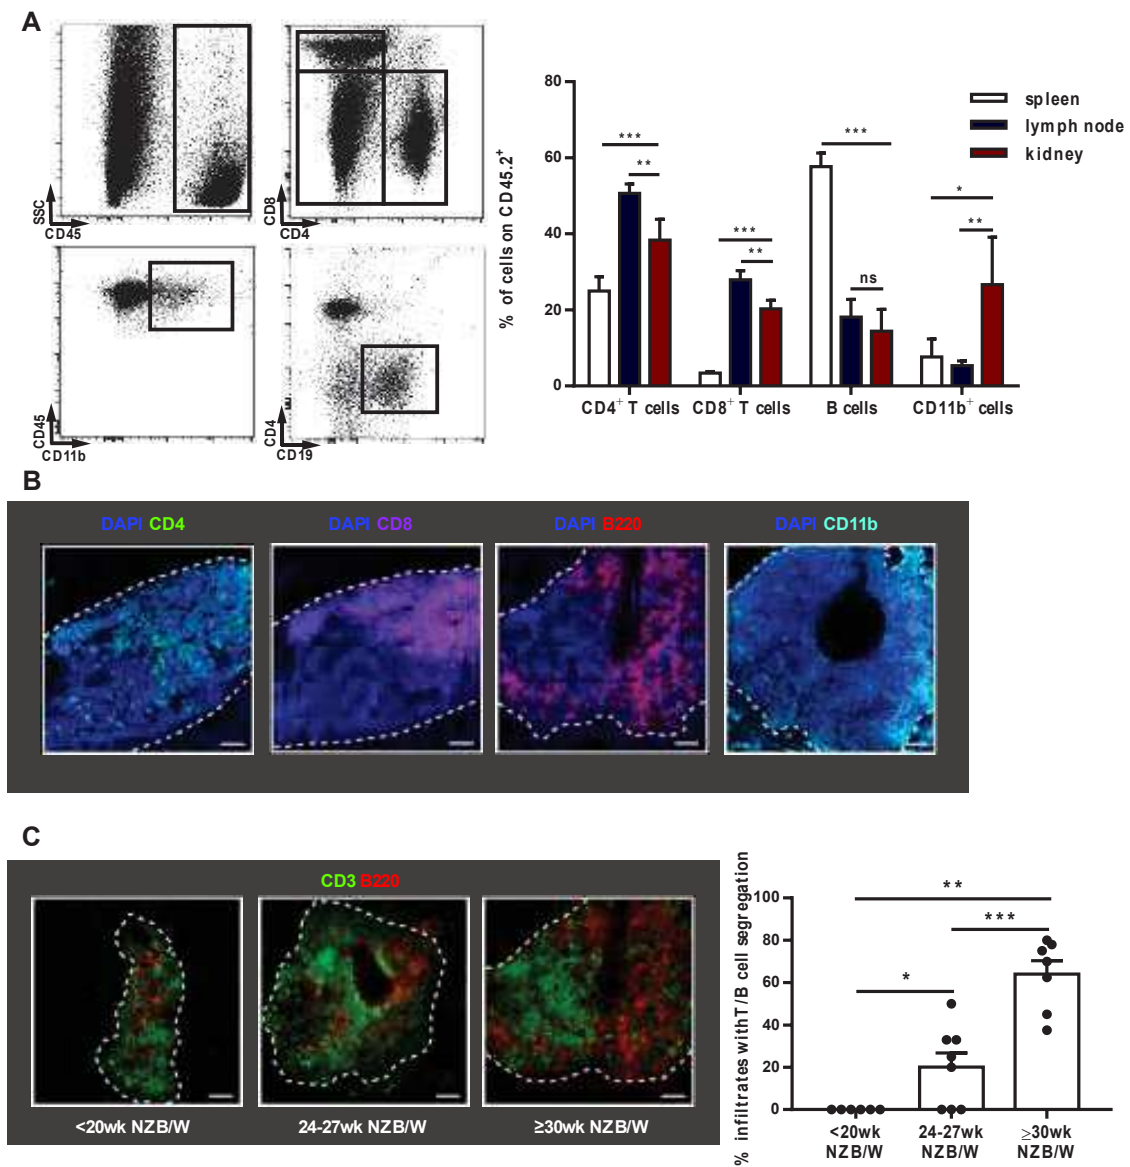 A
SSC
CD45
CD8
CD4
CD45
CD11b
CD4
CD19
% of cells on CD45.2+
80
60
40
20
0
spleen
lymph node
kidney
***
**
***
**
***
ns
*
**
CD4+ T cells
CD8+ T cells
B cells
CD11b+ cells
B
DAPI CD4
DAPI CD8
DAPI B220
DAPI CD11b
C
CD3 B220
<20wk NZB/W
24-27wk NZB/W
≥30wk NZB/W
% infiltrates withT/B cell segregation
100
80
60
40
20
0
**
***
*
<20wk
NZB/W
24-27wk
NZB/W
≥30wk
NZB/W